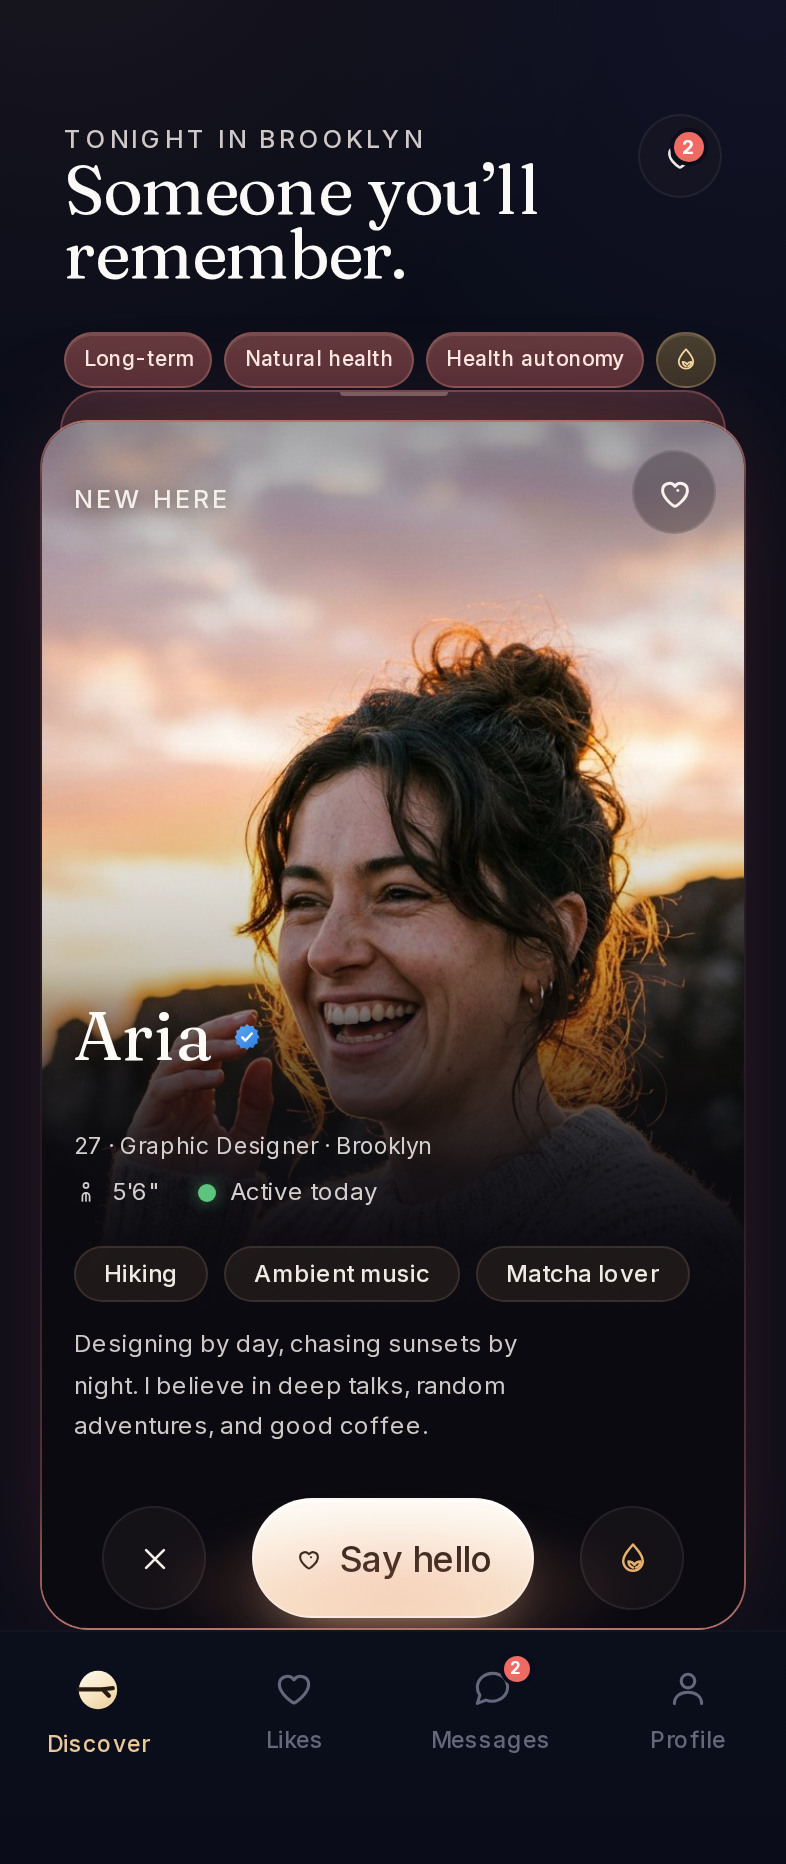 TONIGHT IN BROOKLYN
2
Someone you’ll
remember.
Long-term
Natural health
Health autonomy
NEW HERE
Aria
27 · Graphic Designer · Brooklyn
5'6"
Active today
Hiking
Ambient music
Matcha lover
Designing by day, chasing sunsets by
night. I believe in deep talks, random
adventures, and good coffee.
Say hello
2
Discover
Likes
Messages
Profile